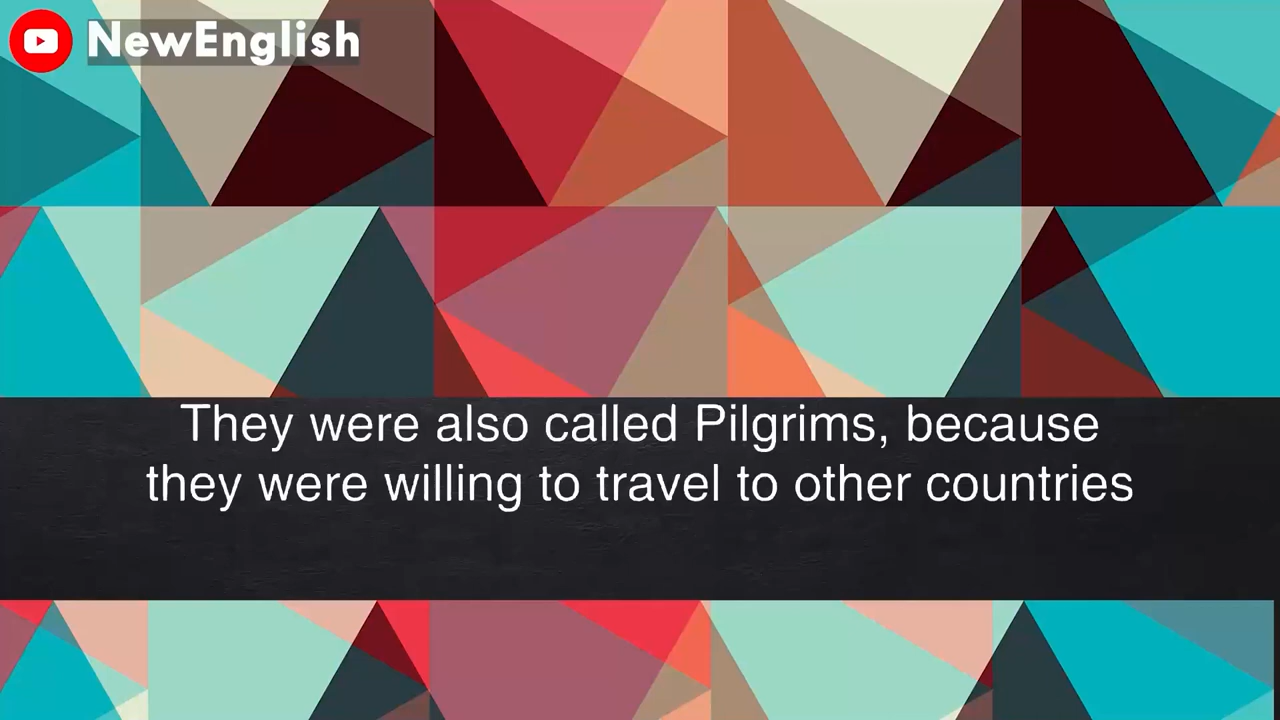 NewEnglish
They were also called Pilgrims, because
they were willing to travel to other countries